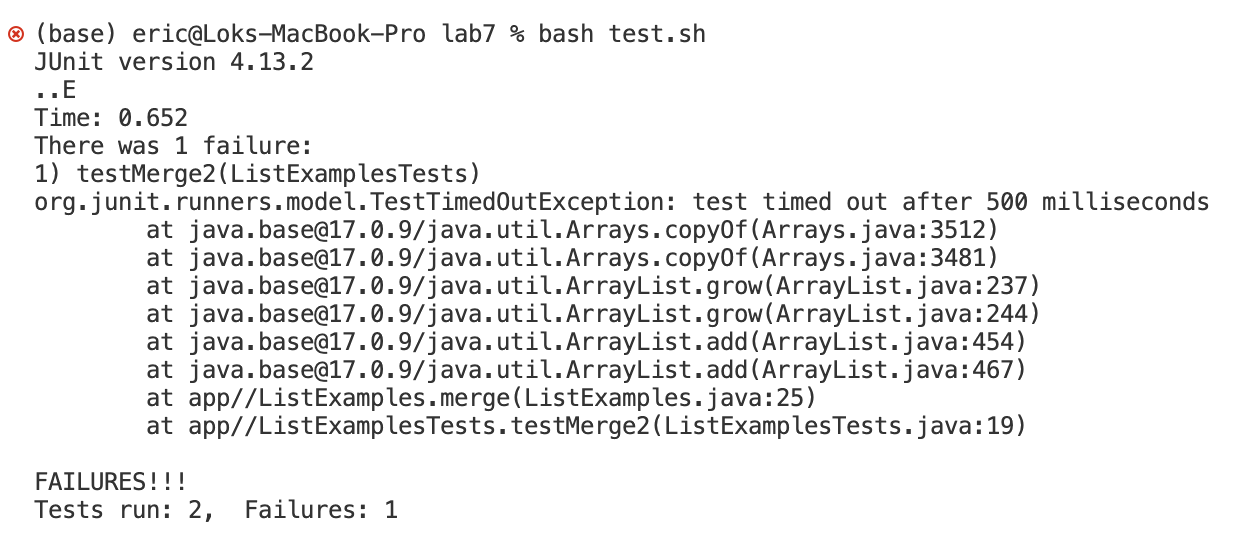 (base) eric@Loks-MacBook-Pro lab7 % bash test.sh
JUnit version 4.13.2
..E
Time: 0.652
There was 1 failure:
1) testMerge2(ListExamplesTests)
org.junit.runners.model.TestTimedOutException: test timed out after 500 milliseconds
        at java.base@17.0.9/java.util.Arrays.copyOf(Arrays.java:3512)
        at java.base@17.0.9/java.util.Arrays.copyOf(Arrays.java:3481)
        at java.base@17.0.9/java.util.ArrayList.grow(ArrayList.java:237)
        at java.base@17.0.9/java.util.ArrayList.grow(ArrayList.java:244)
        at java.base@17.0.9/java.util.ArrayList.add(ArrayList.java:454)
        at java.base@17.0.9/java.util.ArrayList.add(ArrayList.java:467)
        at app//ListExamples.merge(ListExamples.java:25)
        at app//ListExamplesTests.testMerge2(ListExamplesTests.java:19)

FAILURES!!!
Tests run: 2,  Failures: 1